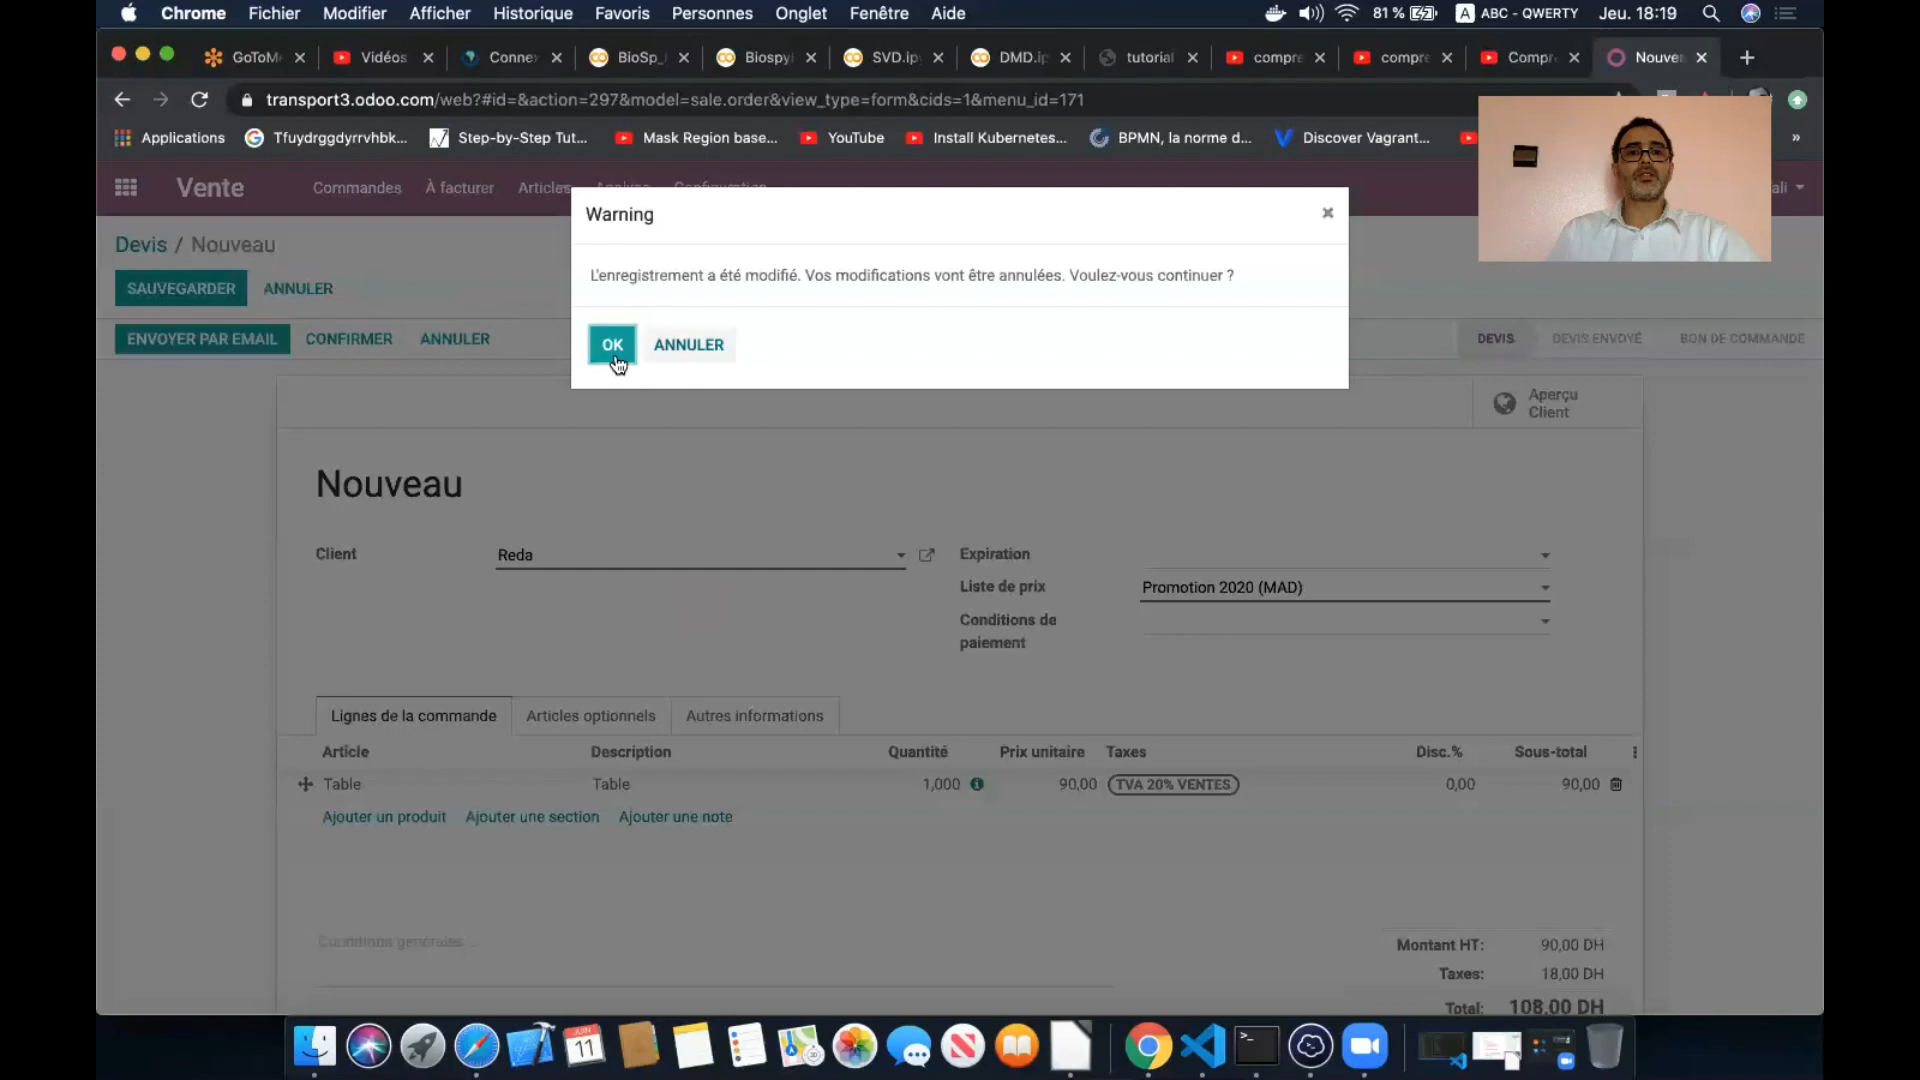 Chrome Fichier Modifier Afficher Historique Favoris Personnes Onglet Fenêtre Aide 81 % A ABC - QWERTY Jeu. 18:19
GoToM Vidéos Conne BioSp_ Biospy SVD.ip DMD.ip tutorial compre compre Compr Nouve
transport3.odoo.com/web?#id=&action=297&model=sale.order&view_type=form&cids=1&menu_id=171
Applications Tfuydrggdyrrvhbk... Step-by-Step Tut... Mask Region base... YouTube Install Kubernetes... BPMN, la norme d... Discover Vagrant... »
Vente Commandes À facturer Articles Analyse Configuration ali
Warning
Devis / Nouveau
L'enregistrement a été modifié. Vos modifications vont être annulées. Voulez-vous continuer ?
SAUVEGARDER ANNULER
OK ANNULER
ENVOYER PAR EMAIL CONFIRMER ANNULER DEVIS DEVIS ENVOYÉ BON DE COMMANDE
Aperçu
Client
Nouveau
Client Reda Expiration
Liste de prix Promotion 2020 (MAD)
Conditions de
paiement
Lignes de la commande Articles optionnels Autres informations
Article Description Quantité Prix unitaire Taxes Disc.% Sous-total
Table Table 1,000 90,00 TVA 20% VENTES 0,00 90,00
Ajouter un produit Ajouter une section Ajouter une note
Conditions générales...
Montant HT: 90,00 DH
Taxes: 18,00 DH
Total: 108,00 DH
JUIN
11